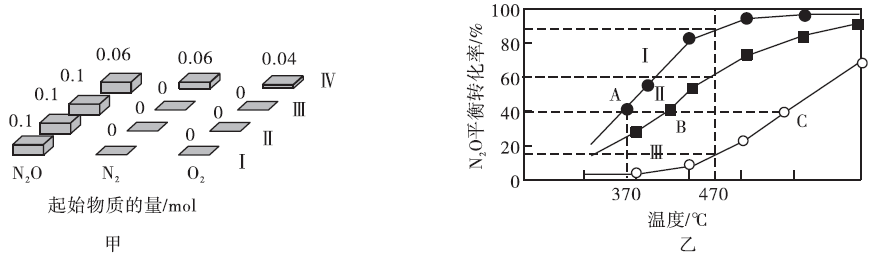 0.06 0.06 0.04
0.1 0 0 Ⅳ
0.1 0 0 Ⅲ
0.1 0 0 Ⅱ
N₂O N₂ O₂ Ⅰ
起始物质的量/mol
甲
N₂O平衡转化率/%
100
80
60
40
20
0
Ⅰ
A Ⅱ
B C
Ⅲ
370 470
温度/℃
乙